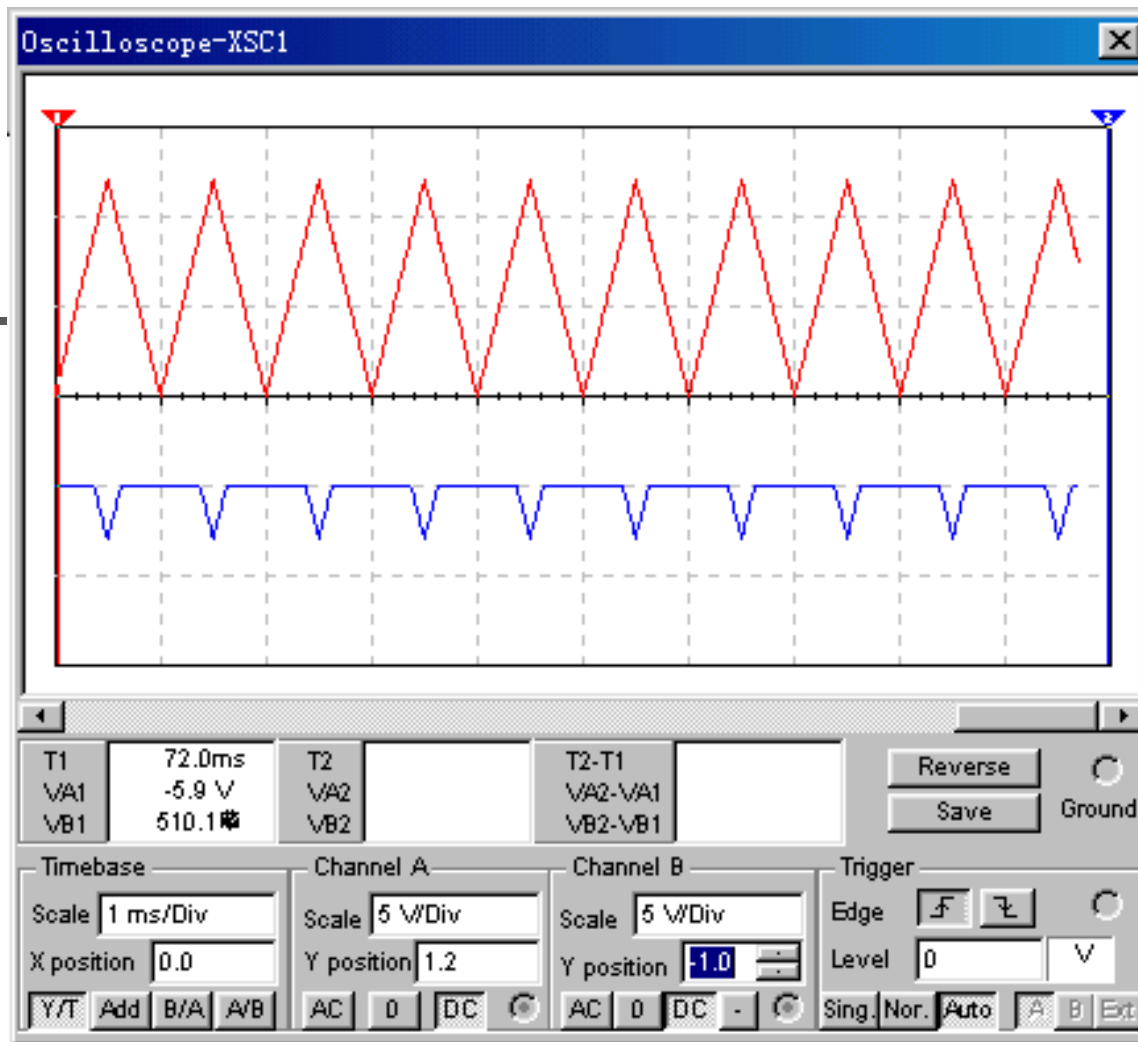 Oscilloscope-XSC1
1
2
T1 72.0ms T2 T2-T1
VA1 -5.9 V VA2 VA2-VA1
VB1 510.1 VB2 VB2-VB1
Reverse
Save
Ground
Timebase
Scale 1 ms/Div
X position 0.0
Y/T Add B/A A/B
Channel A
Scale 5 V/Div
Y position 1.2
AC 0 DC
Channel B
Scale 5 V/Div
Y position -1.0
AC 0 DC -
Trigger
Edge
Level 0 V
Sing. Nor. Auto A B Ext